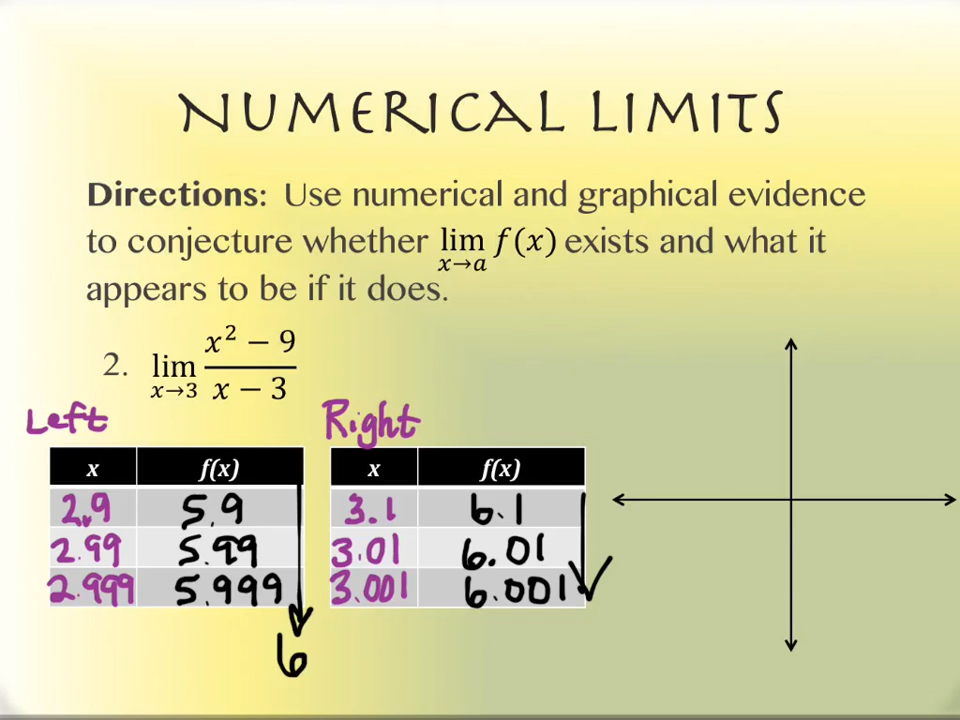 NUMERICAL LIMITS
Directions: Use numerical and graphical evidence
to conjecture whether lim x→a f(x) exists and what it
appears to be if it does.
2. lim x→3 (x² − 9)/(x − 3)
Left Right
x f(x) x f(x)
2.9 5.9 3.1 6.1
2.99 5.99 3.01 6.01
2.999 5.999 3.001 6.001
6